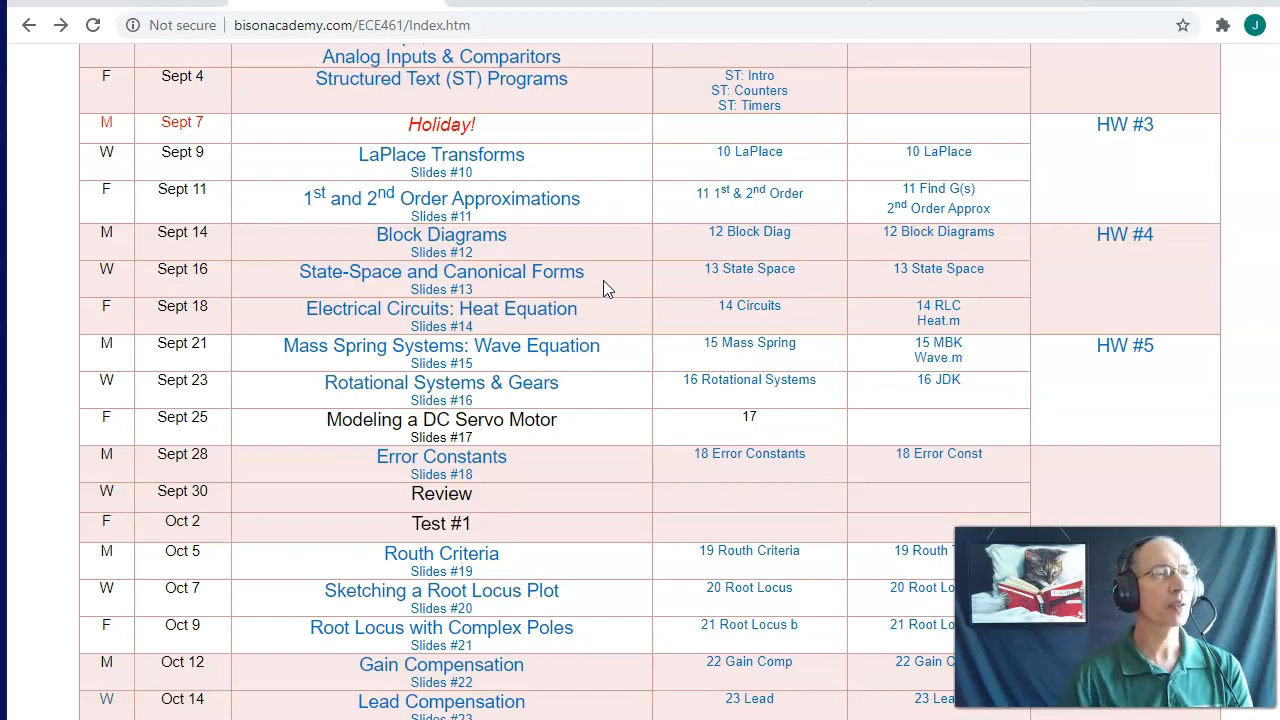 Not secure
bisonacademy.com/ECE461/Index.htm
J
Analog Inputs & Comparitors
F Sept 4 Structured Text (ST) Programs ST: Intro
ST: Counters
ST: Timers
M Sept 7 Holiday! HW #3
W Sept 9 LaPlace Transforms 10 LaPlace 10 LaPlace
Slides #10
F Sept 11 1st and 2nd Order Approximations 11 1st & 2nd Order 11 Find G(s)
2nd Order Approx
Slides #11
M Sept 14 Block Diagrams 12 Block Diag 12 Block Diagrams HW #4
Slides #12
W Sept 16 State-Space and Canonical Forms 13 State Space 13 State Space
Slides #13
F Sept 18 Electrical Circuits: Heat Equation 14 Circuits 14 RLC
Heat.m
Slides #14
M Sept 21 Mass Spring Systems: Wave Equation 15 Mass Spring 15 MBK HW #5
Wave.m
Slides #15
W Sept 23 Rotational Systems & Gears 16 Rotational Systems 16 JDK
Slides #16
F Sept 25 Modeling a DC Servo Motor 17
Slides #17
M Sept 28 Error Constants 18 Error Constants 18 Error Const
Slides #18
W Sept 30 Review
F Oct 2 Test #1
M Oct 5 Routh Criteria 19 Routh Criteria 19 Routh
Slides #19
W Oct 7 Sketching a Root Locus Plot 20 Root Locus 20 Root Lo
Slides #20
F Oct 9 Root Locus with Complex Poles 21 Root Locus b 21 Root Lo
Slides #21
M Oct 12 Gain Compensation 22 Gain Comp 22 Gain C
Slides #22
W Oct 14 Lead Compensation 23 Lead 23 Lea
Slides #23